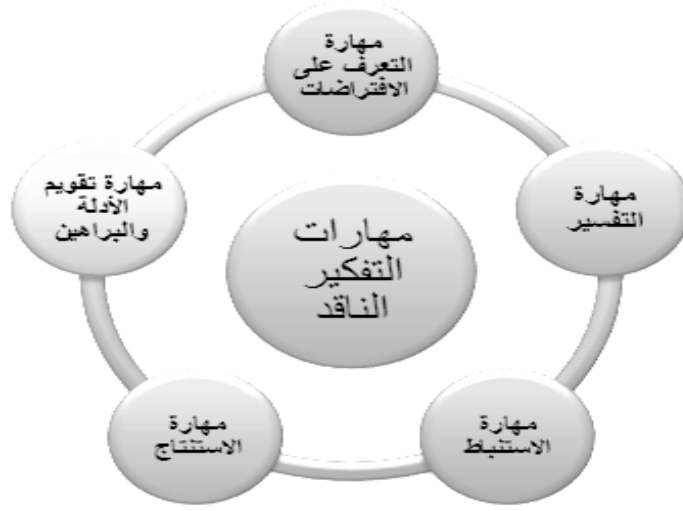 مهارة
التعرف على
الافتراضات
مهارة
التفسير
مهارة
الاستنباط
مهارة
الاستنتاج
مهارة تقويم
الأدلة
والبراهين
مهارات
التفكير
الناقد